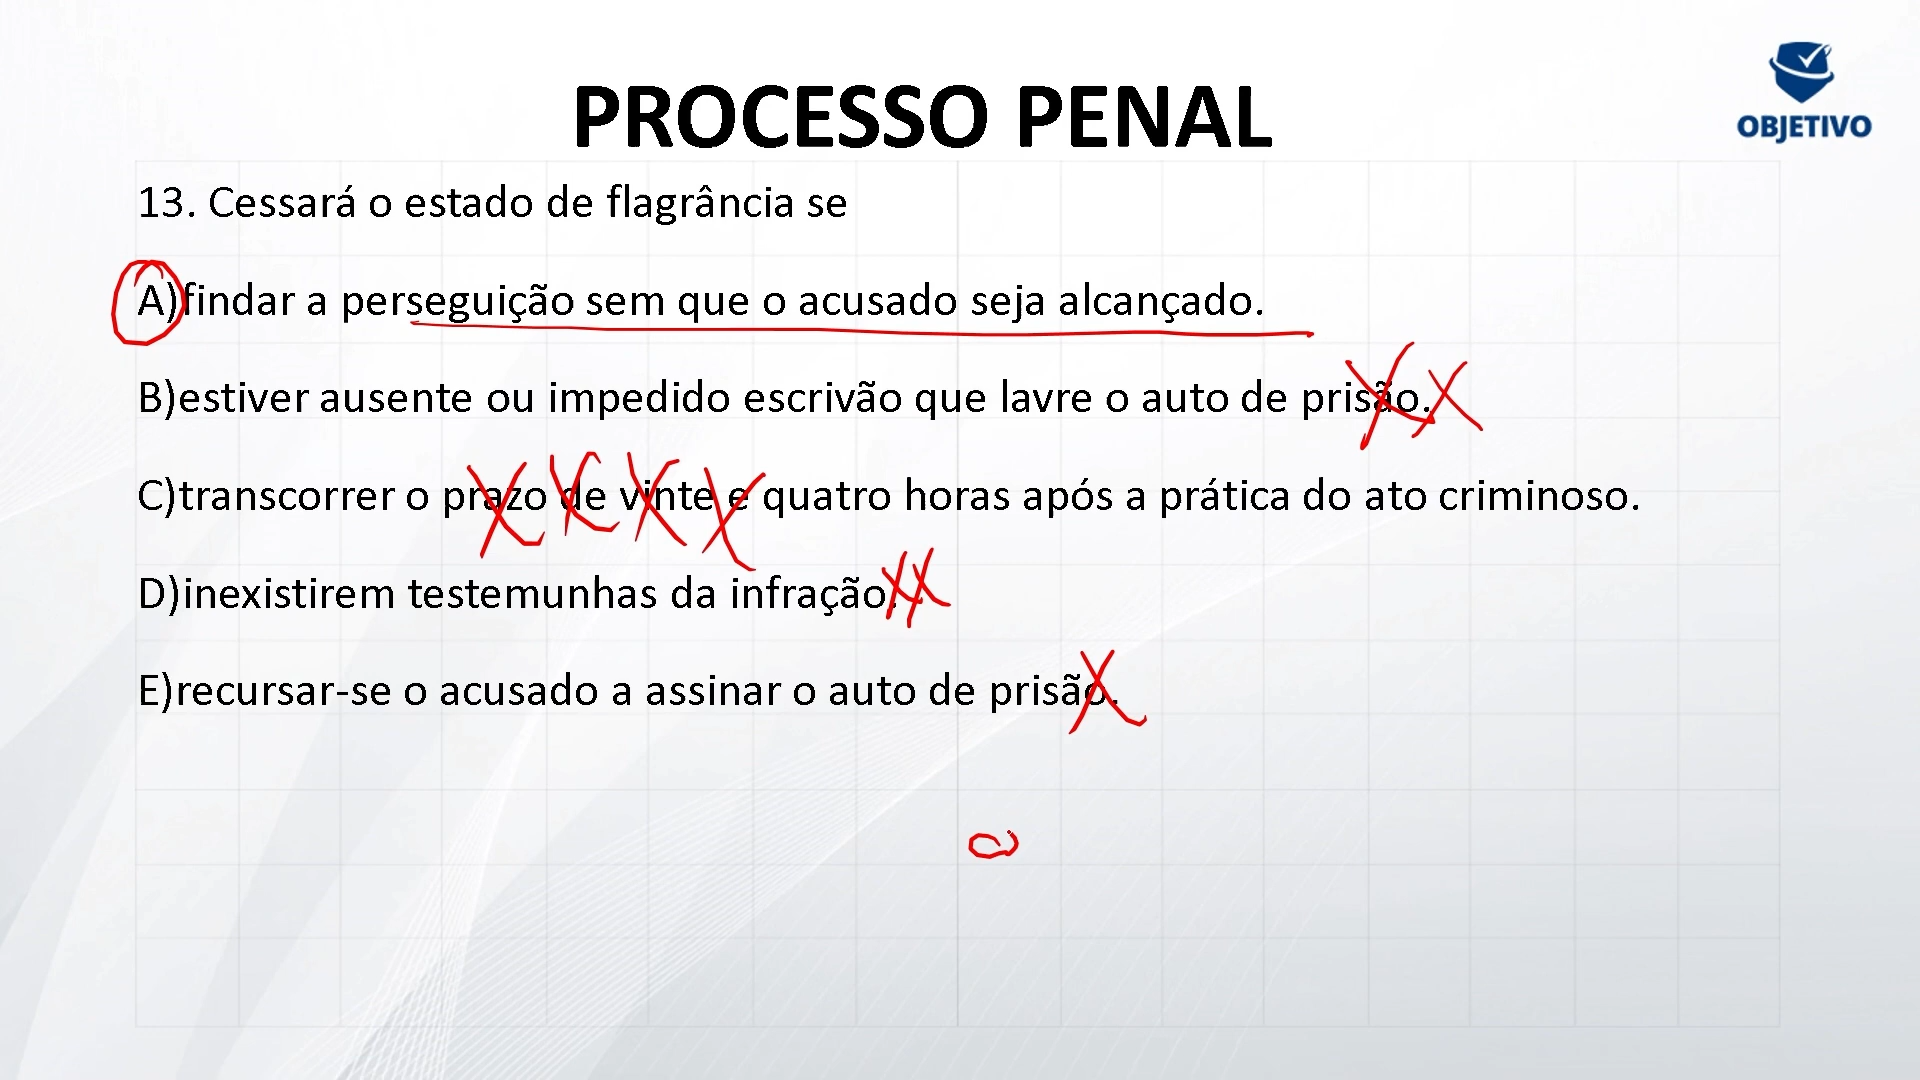 PROCESSO PENAL
OBJETIVO
13. Cessará o estado de flagrância se
A)findar a perseguição sem que o acusado seja alcançado.
B)estiver ausente ou impedido escrivão que lavre o auto de prisão.
C)transcorrer o prazo de vinte e quatro horas após a prática do ato criminoso.
D)inexistirem testemunhas da infração.
E)recursar-se o acusado a assinar o auto de prisão.